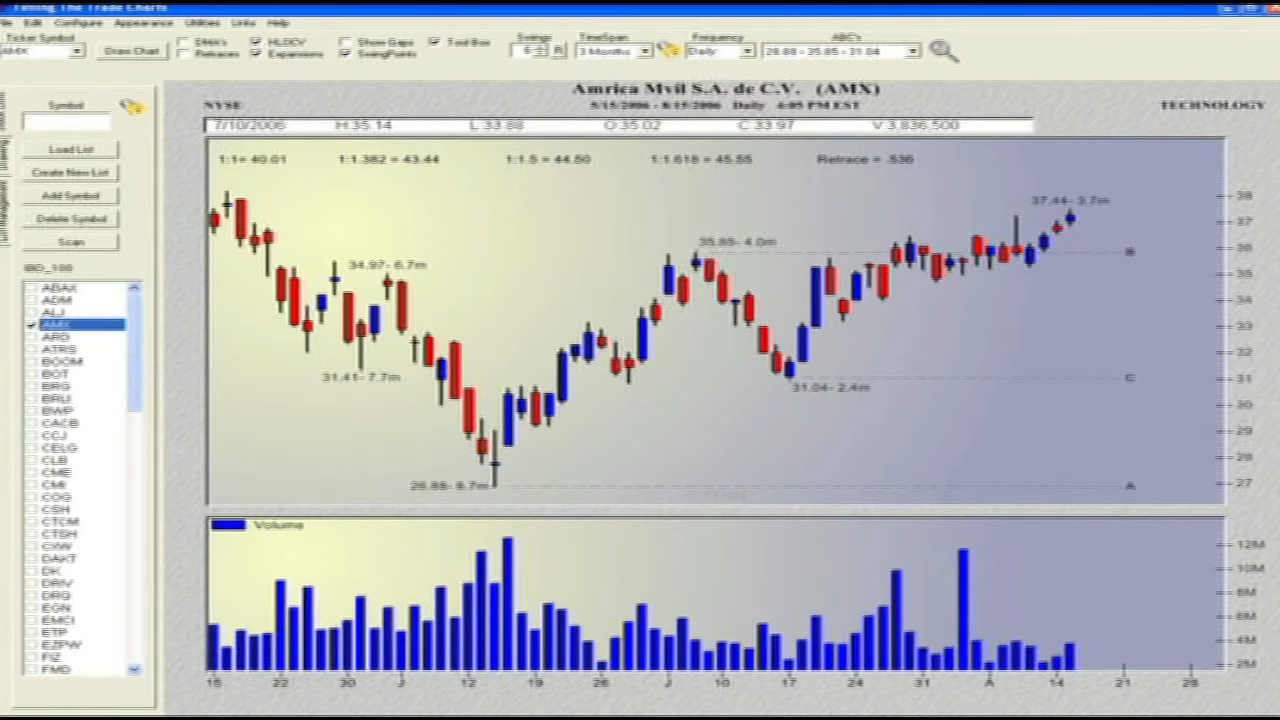 Timing The Trade Charts
File Edit Configure Appearance Utilities Links Help
Ticker Symbol
AMX
Draw Chart
DMA's
Retraces
HLOCV
Expansions
Show Gaps
SwingPoints
Tool Box
Swings
6
R
TimeSpan
3 Months
Frequency
Daily
ABC's
26.88 - 35.85 - 31.04
Amrica Mvil S.A. de C.V. (AMX)
NYSE
5/15/2006 - 8/15/2006 Daily 4:05 PM EST
TECHNOLOGY
7/10/2006 H:35.14 L:33.88 O:35.02 C:33.97 V:3,836,500
1:1= 40.01 1:1.382 = 43.44 1:1.5 = 44.50 1:1.618 = 45.55 Retrace = .536
Symbol
Load List
Create New List
Add Symbol
Delete Symbol
Scan
IBD_100
ABAX
ADM
ALJ
AMX
ARD
ATRS
BOOM
BOT
BRG
BRLI
BWP
CACB
CCJ
CELG
CLB
CME
CMI
COG
CSH
CTCM
CTSH
CXW
DAKT
DK
DRIV
DRQ
EGN
EMCI
ETP
EZPW
FIZ
FMD
37.44- 3.7m
35.85- 4.0m
34.97- 6.7m
31.41- 7.7m
31.04- 2.4m
26.88- 8.7m
B
C
A
38
37
36
35
34
33
32
31
30
29
28
27
Volume
12M
10M
8M
6M
4M
2M
15 22 30 J 12 19 26 J 10 17 24 31 A 14 21 28